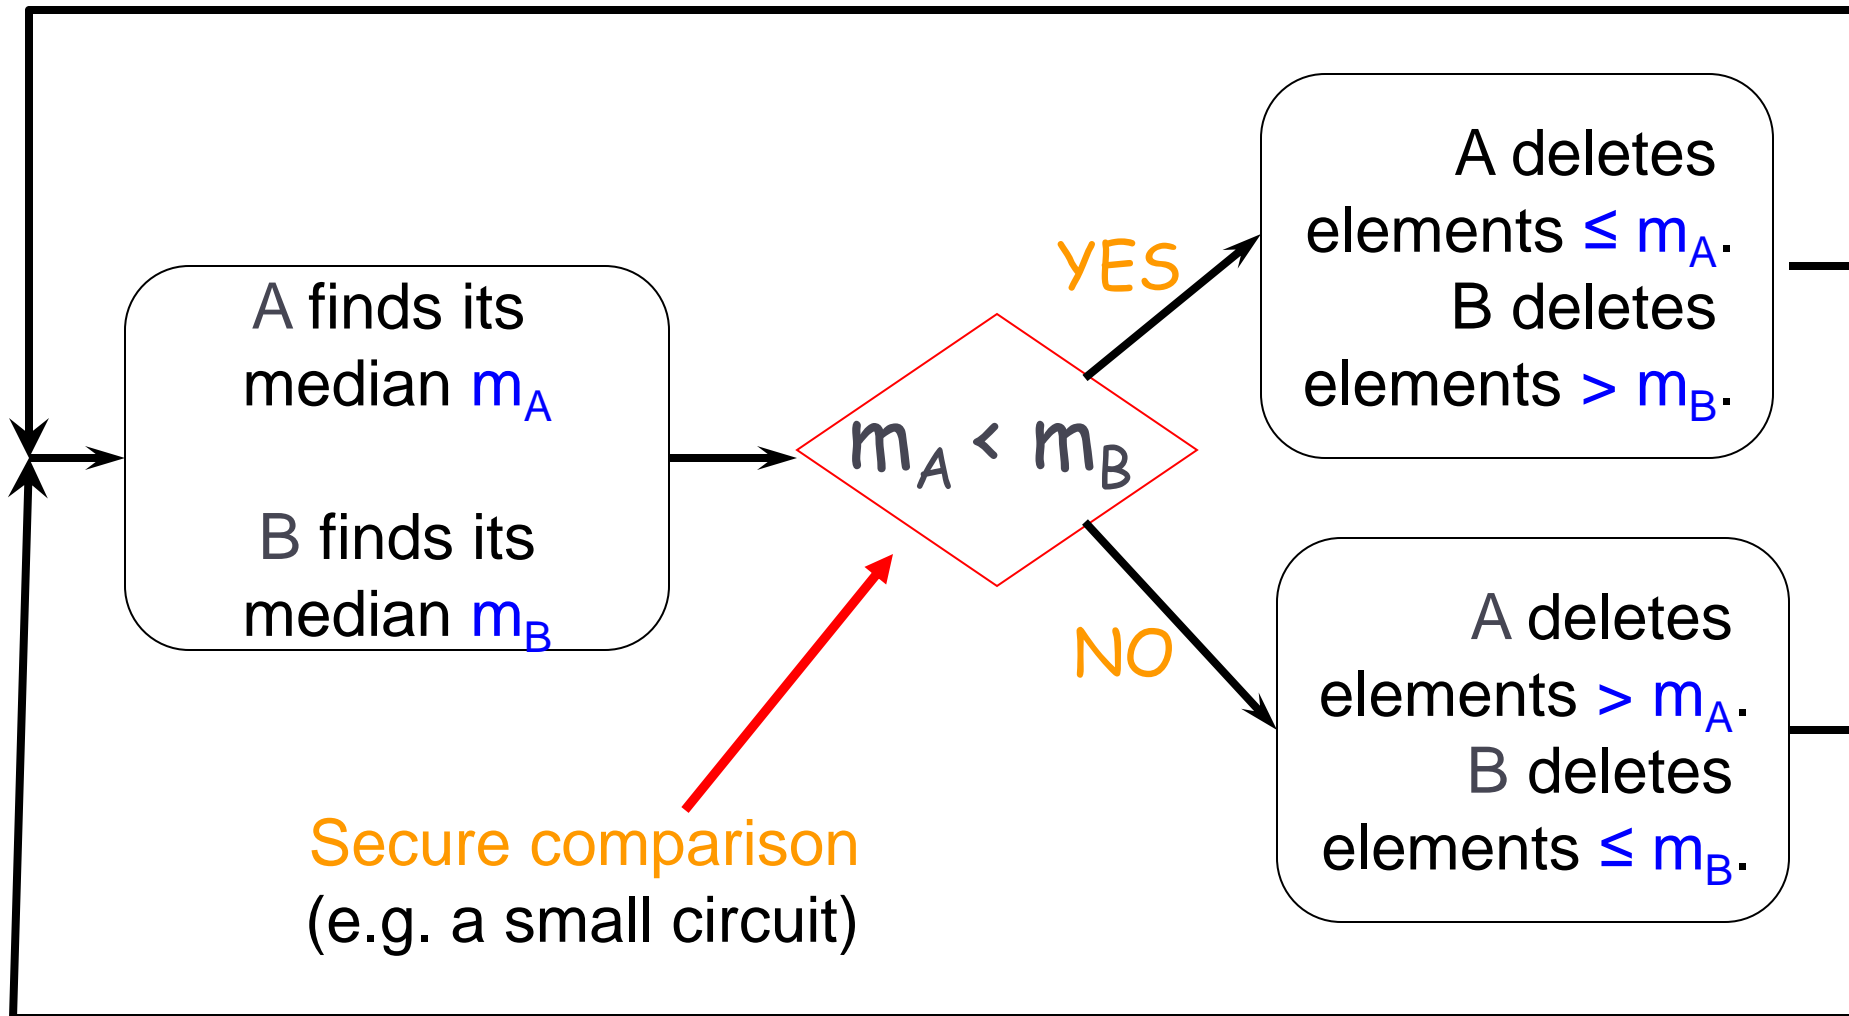 A finds its
median mA
B finds its
median mB
mA < mB
YES
A deletes
elements ≤ mA.
B deletes
elements > mB.
NO
A deletes
elements > mA.
B deletes
elements ≤ mB.
Secure comparison
(e.g. a small circuit)